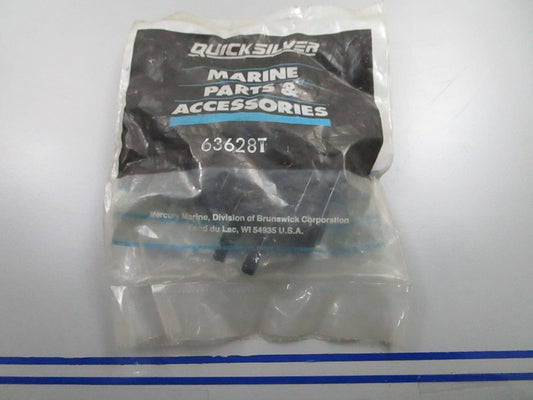 QUICKSILVER
MARINE
PARTS &
ACCESSORIES
63628T
Mercury Marine, Division of Brunswick Corporation
Fond du Lac, WI 54935 U.S.A.